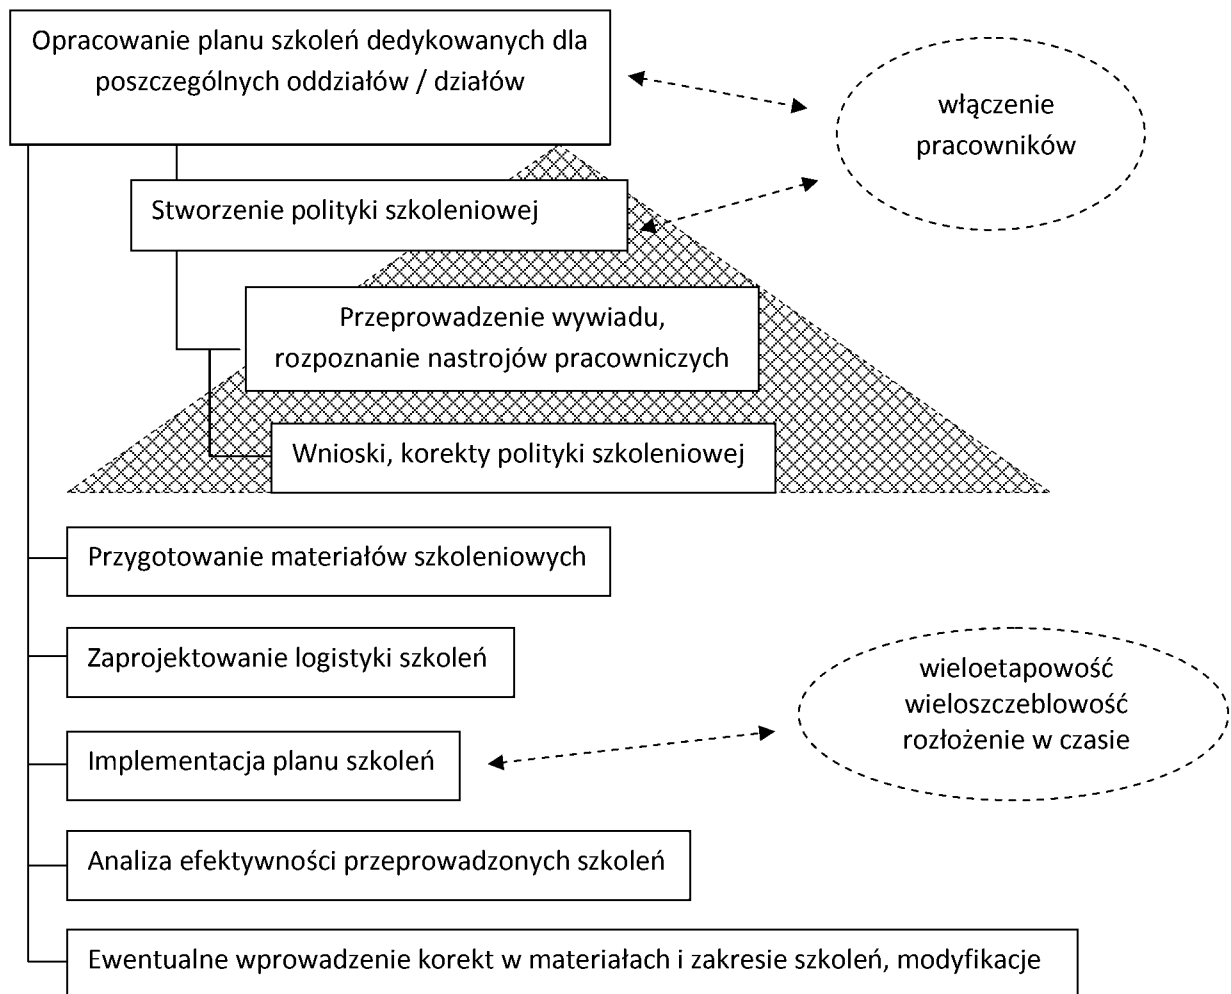 Opracowanie planu szkoleń dedykowanych dla
poszczególnych oddziałów / działów
włączenie
pracowników
Stworzenie polityki szkoleniowej
Przeprowadzenie wywiadu,
rozpoznanie nastrojów pracowniczych
Wnioski, korekty polityki szkoleniowej
Przygotowanie materiałów szkoleniowych
Zaprojektowanie logistyki szkoleń
wieloetapowość
wieloszczeblowość
rozłożenie w czasie
Implementacja planu szkoleń
Analiza efektywności przeprowadzonych szkoleń
Ewentualne wprowadzenie korekt w materiałach i zakresie szkoleń, modyfikacje